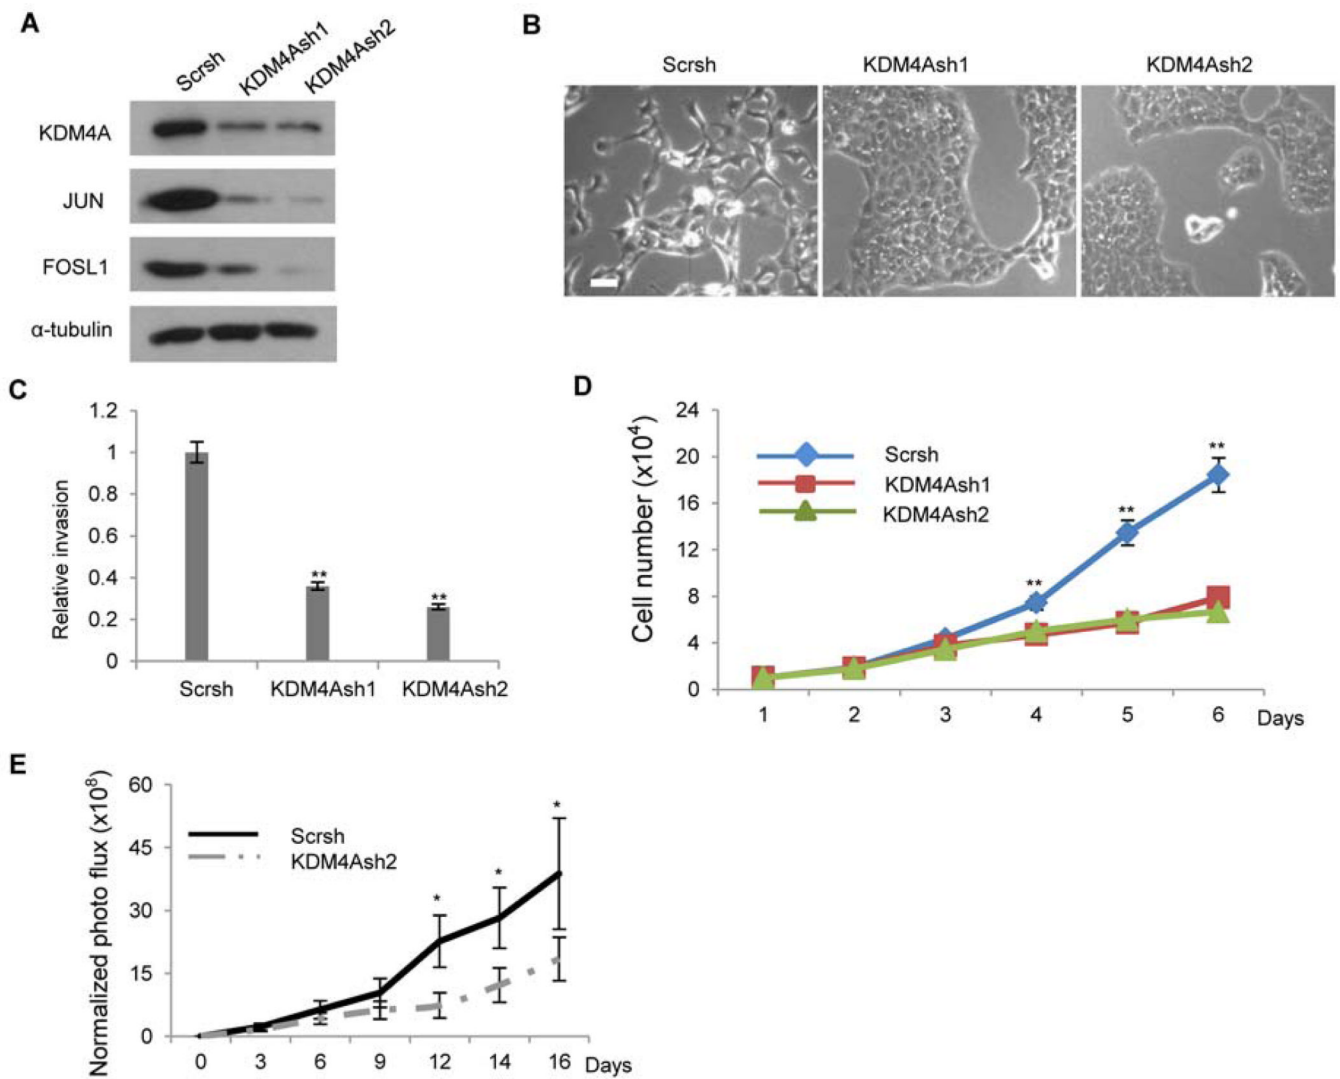 A
Scrsh
KDM4Ash1
KDM4Ash2
KDM4A
JUN
FOSL1
α-tubulin
B
Scrsh
KDM4Ash1
KDM4Ash2
C
Relative invasion
1.2
1
0.8
0.6
0.4
0.2
0
**
**
Scrsh
KDM4Ash1
KDM4Ash2
D
Cell number (x10⁴)
24
20
16
12
8
4
0
Scrsh
KDM4Ash1
KDM4Ash2
**
**
**
1 2 3 4 5 6 Days
E
Normalized photo flux (x10⁸)
60
45
30
15
0
Scrsh
KDM4Ash2
*
*
*
0 3 6 9 12 14 16 Days